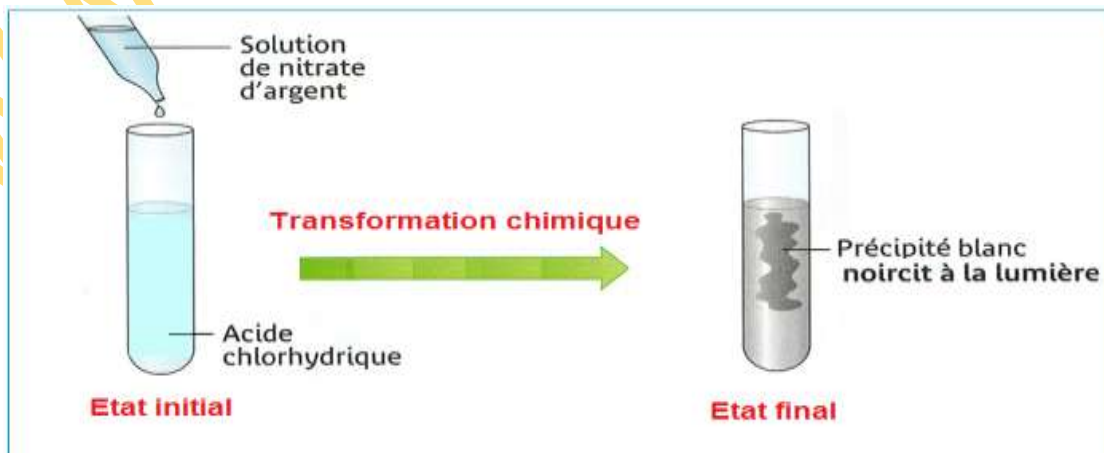 Solution
de nitrate
d'argent
Transformation chimique
Précipité blanc
noircit à la lumière
Acide
chlorhydrique
Etat initial
Etat final